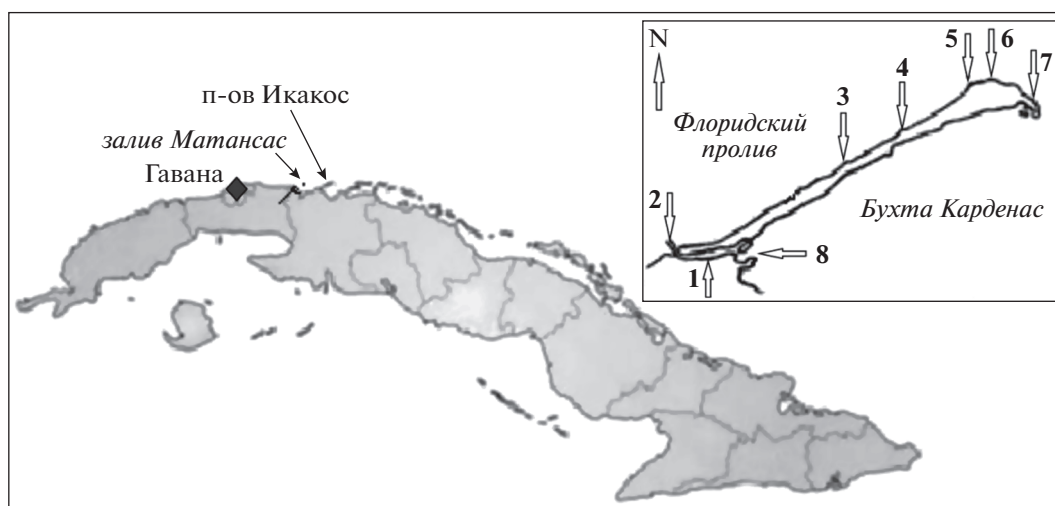 п-ов Икакос
залив Матансас
Гавана
N
Флоридский
пролив
Бухта Карденас
1
2
3
4
5
6
7
8